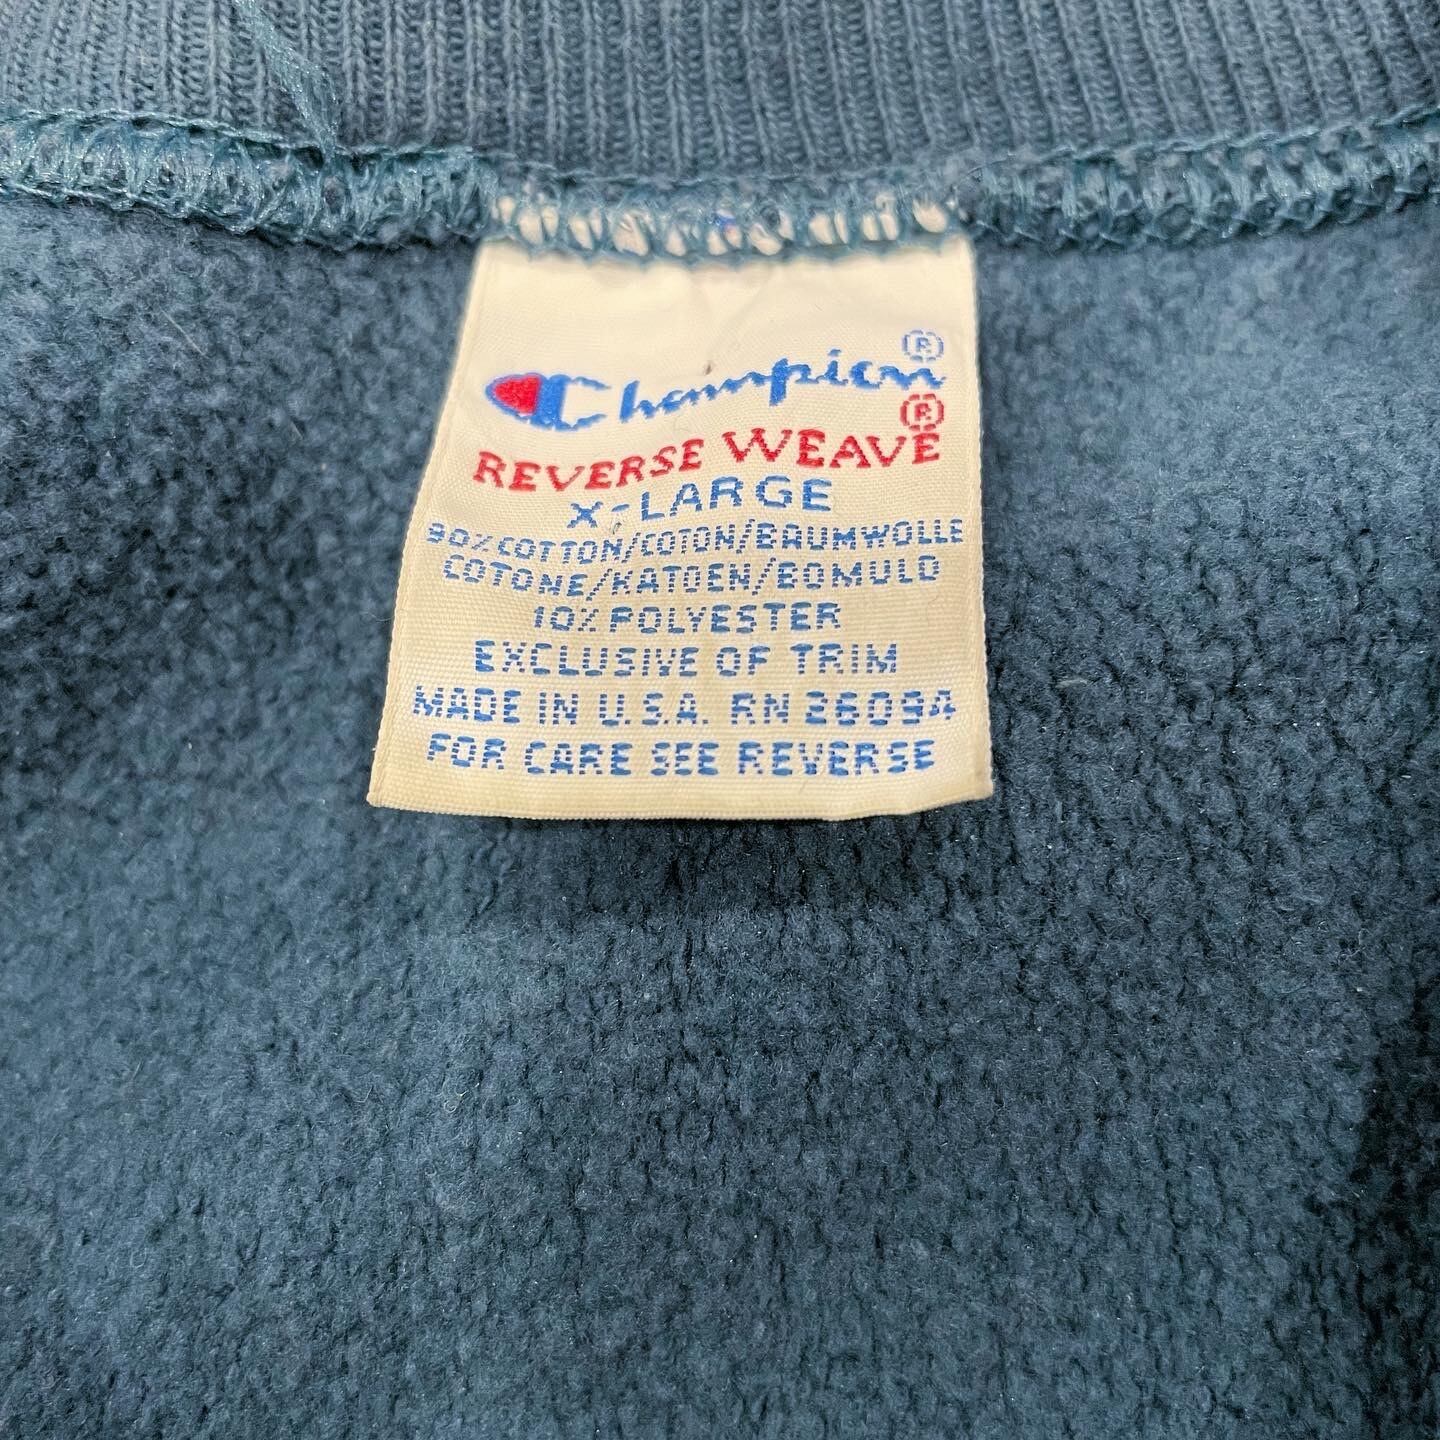 Champion®
REVERSE WEAVE®
X-LARGE
90% COTTON/COTON/BAUMWOLLE
COTONE/KATOEN/BOMULD
10% POLYESTER
EXCLUSIVE OF TRIM
MADE IN U.S.A. RN 26094
FOR CARE SEE REVERSE